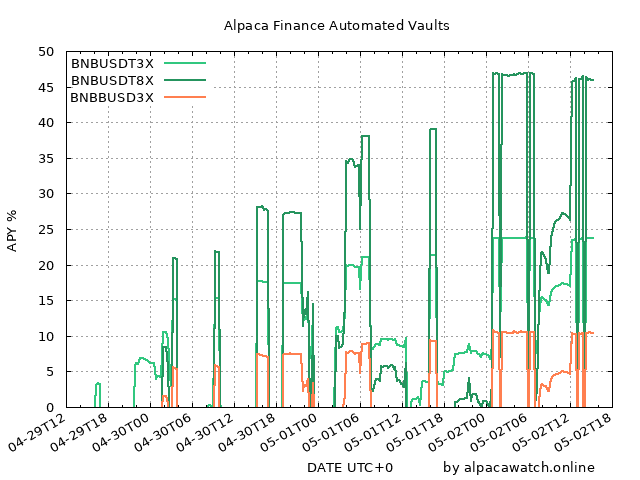 Alpaca Finance Automated Vaults
APY %
50
45
40
35
30
25
20
15
10
5
0
BNBUSDT3X
BNBUSDT8X
BNBBUSD3X
04-29T12
04-29T18
04-30T00
04-30T06
04-30T12
04-30T18
05-01T00
05-01T06
05-01T12
05-01T18
05-02T00
05-02T06
05-02T12
05-02T18
DATE UTC+0
by alpacawatch.online